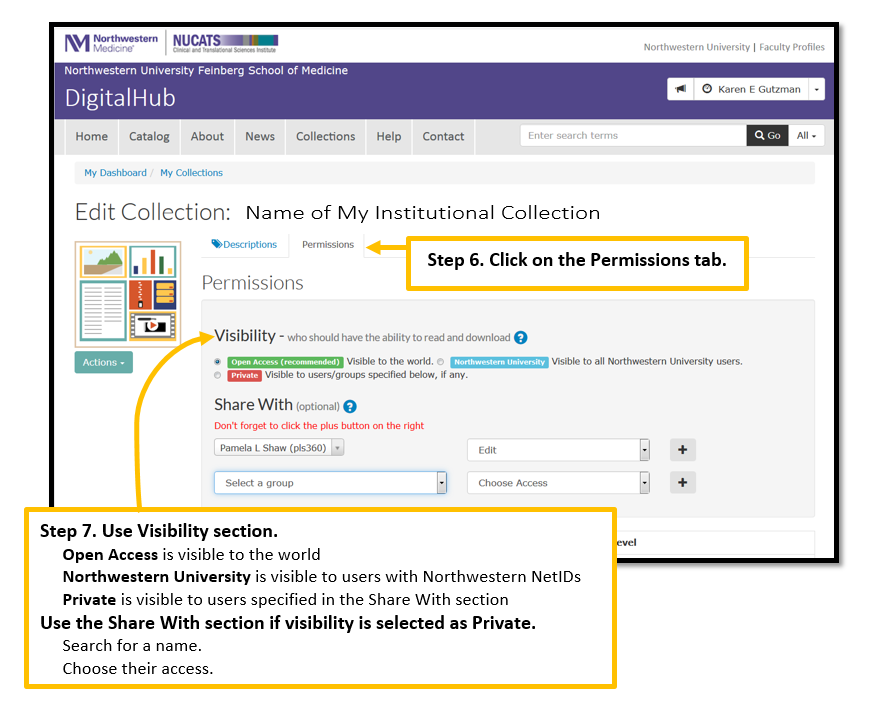 Northwestern Medicine®
NUCATS
Clinical and Translational Sciences Institute
Northwestern University | Faculty Profiles
Northwestern University Feinberg School of Medicine
DigitalHub
Karen E Gutzman
Home Catalog About News Collections Help Contact
Enter search terms Go All
My Dashboard / My Collections
Edit Collection: Name of My Institutional Collection
Descriptions Permissions
Step 6. Click on the Permissions tab.
Permissions
Visibility - who should have the ability to read and download ?
Open Access (recommended) Visible to the world. Northwestern University Visible to all Northwestern University users.
Private Visible to users/groups specified below, if any.
Actions
Share With (optional) ?
Don't forget to click the plus button on the right
Pamela L Shaw (pls360) Edit +
Select a group Choose Access +
evel
Step 7. Use Visibility section.
Open Access is visible to the world
Northwestern University is visible to users with Northwestern NetIDs
Private is visible to users specified in the Share With section
Use the Share With section if visibility is selected as Private.
Search for a name.
Choose their access.